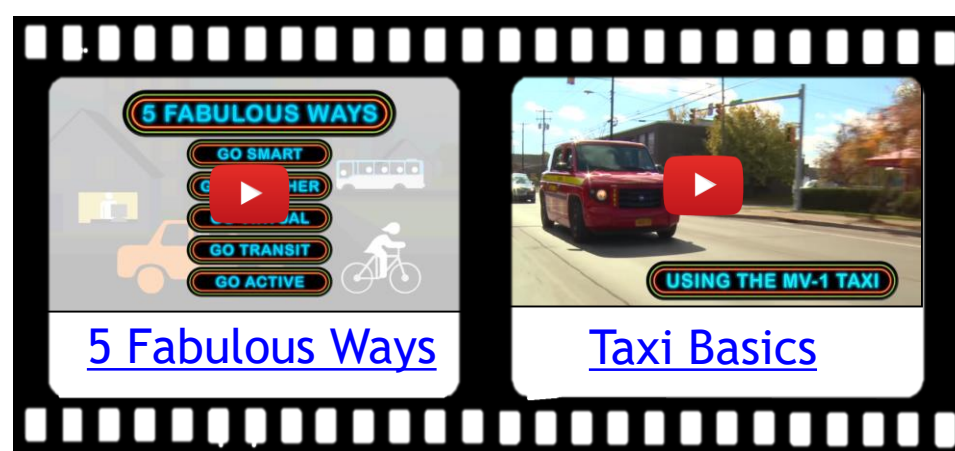 5 FABULOUS WAYS
GO SMART
GO TRANSIT
GO ACTIVE
5 Fabulous Ways
USING THE MV-1 TAXI
Taxi Basics